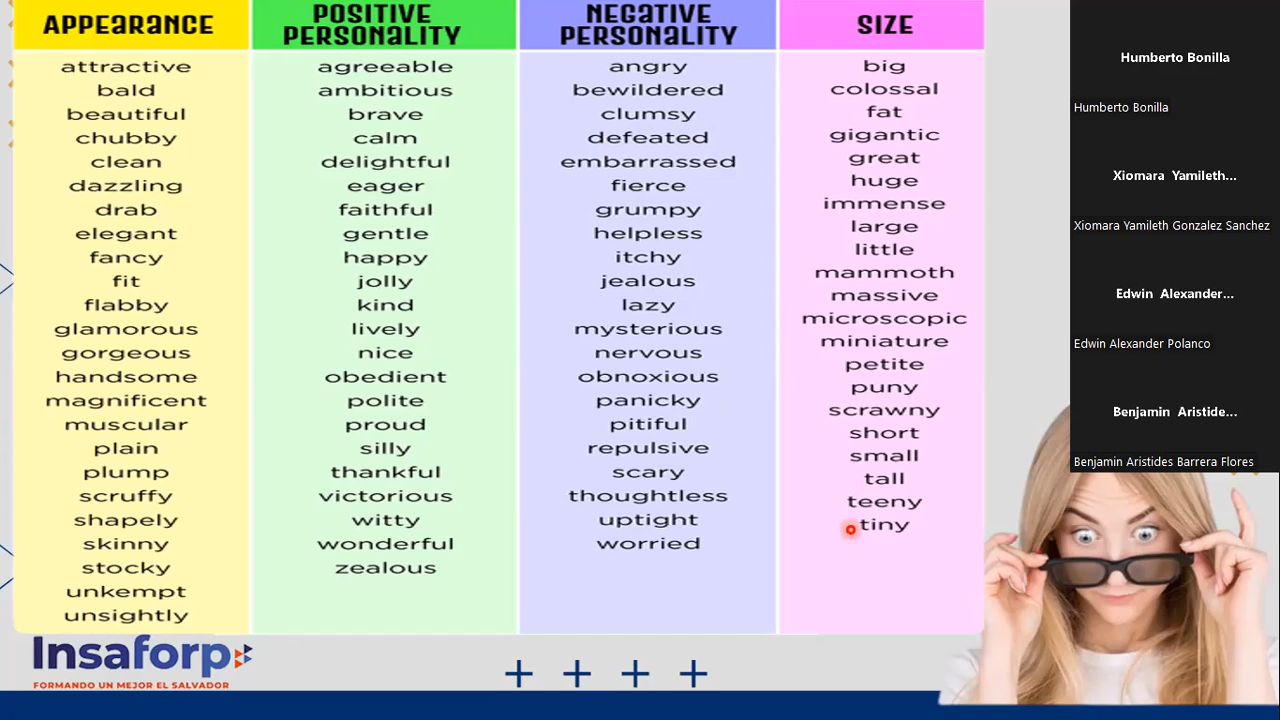 APPEARANCE
attractive
bald
beautiful
chubby
clean
dazzling
drab
elegant
fancy
fit
flabby
glamorous
gorgeous
handsome
magnificent
muscular
plain
plump
scruffy
shapely
skinny
stocky
unkempt
unsightly
POSITIVE
PERSONALITY
agreeable
ambitious
brave
calm
delightful
eager
faithful
gentle
happy
jolly
kind
lively
nice
obedient
polite
proud
silly
thankful
victorious
witty
wonderful
zealous
NEGATIVE
PERSONALITY
angry
bewildered
clumsy
defeated
embarrassed
fierce
grumpy
helpless
itchy
jealous
lazy
mysterious
nervous
obnoxious
panicky
pitiful
repulsive
scary
thoughtless
uptight
worried
SIZE
big
colossal
fat
gigantic
great
huge
immense
large
little
mammoth
massive
microscopic
miniature
petite
puny
scrawny
short
small
tall
teeny
tiny
Humberto Bonilla
Humberto Bonilla
Xiomara Yamileth...
Xiomara Yamileth Gonzalez Sanchez
Edwin Alexander...
Edwin Alexander Polanco
Benjamin Aristide...
Benjamin Aristides Barrera Flores
Insaforp
FORMANDO UN MEJOR EL SALVADOR